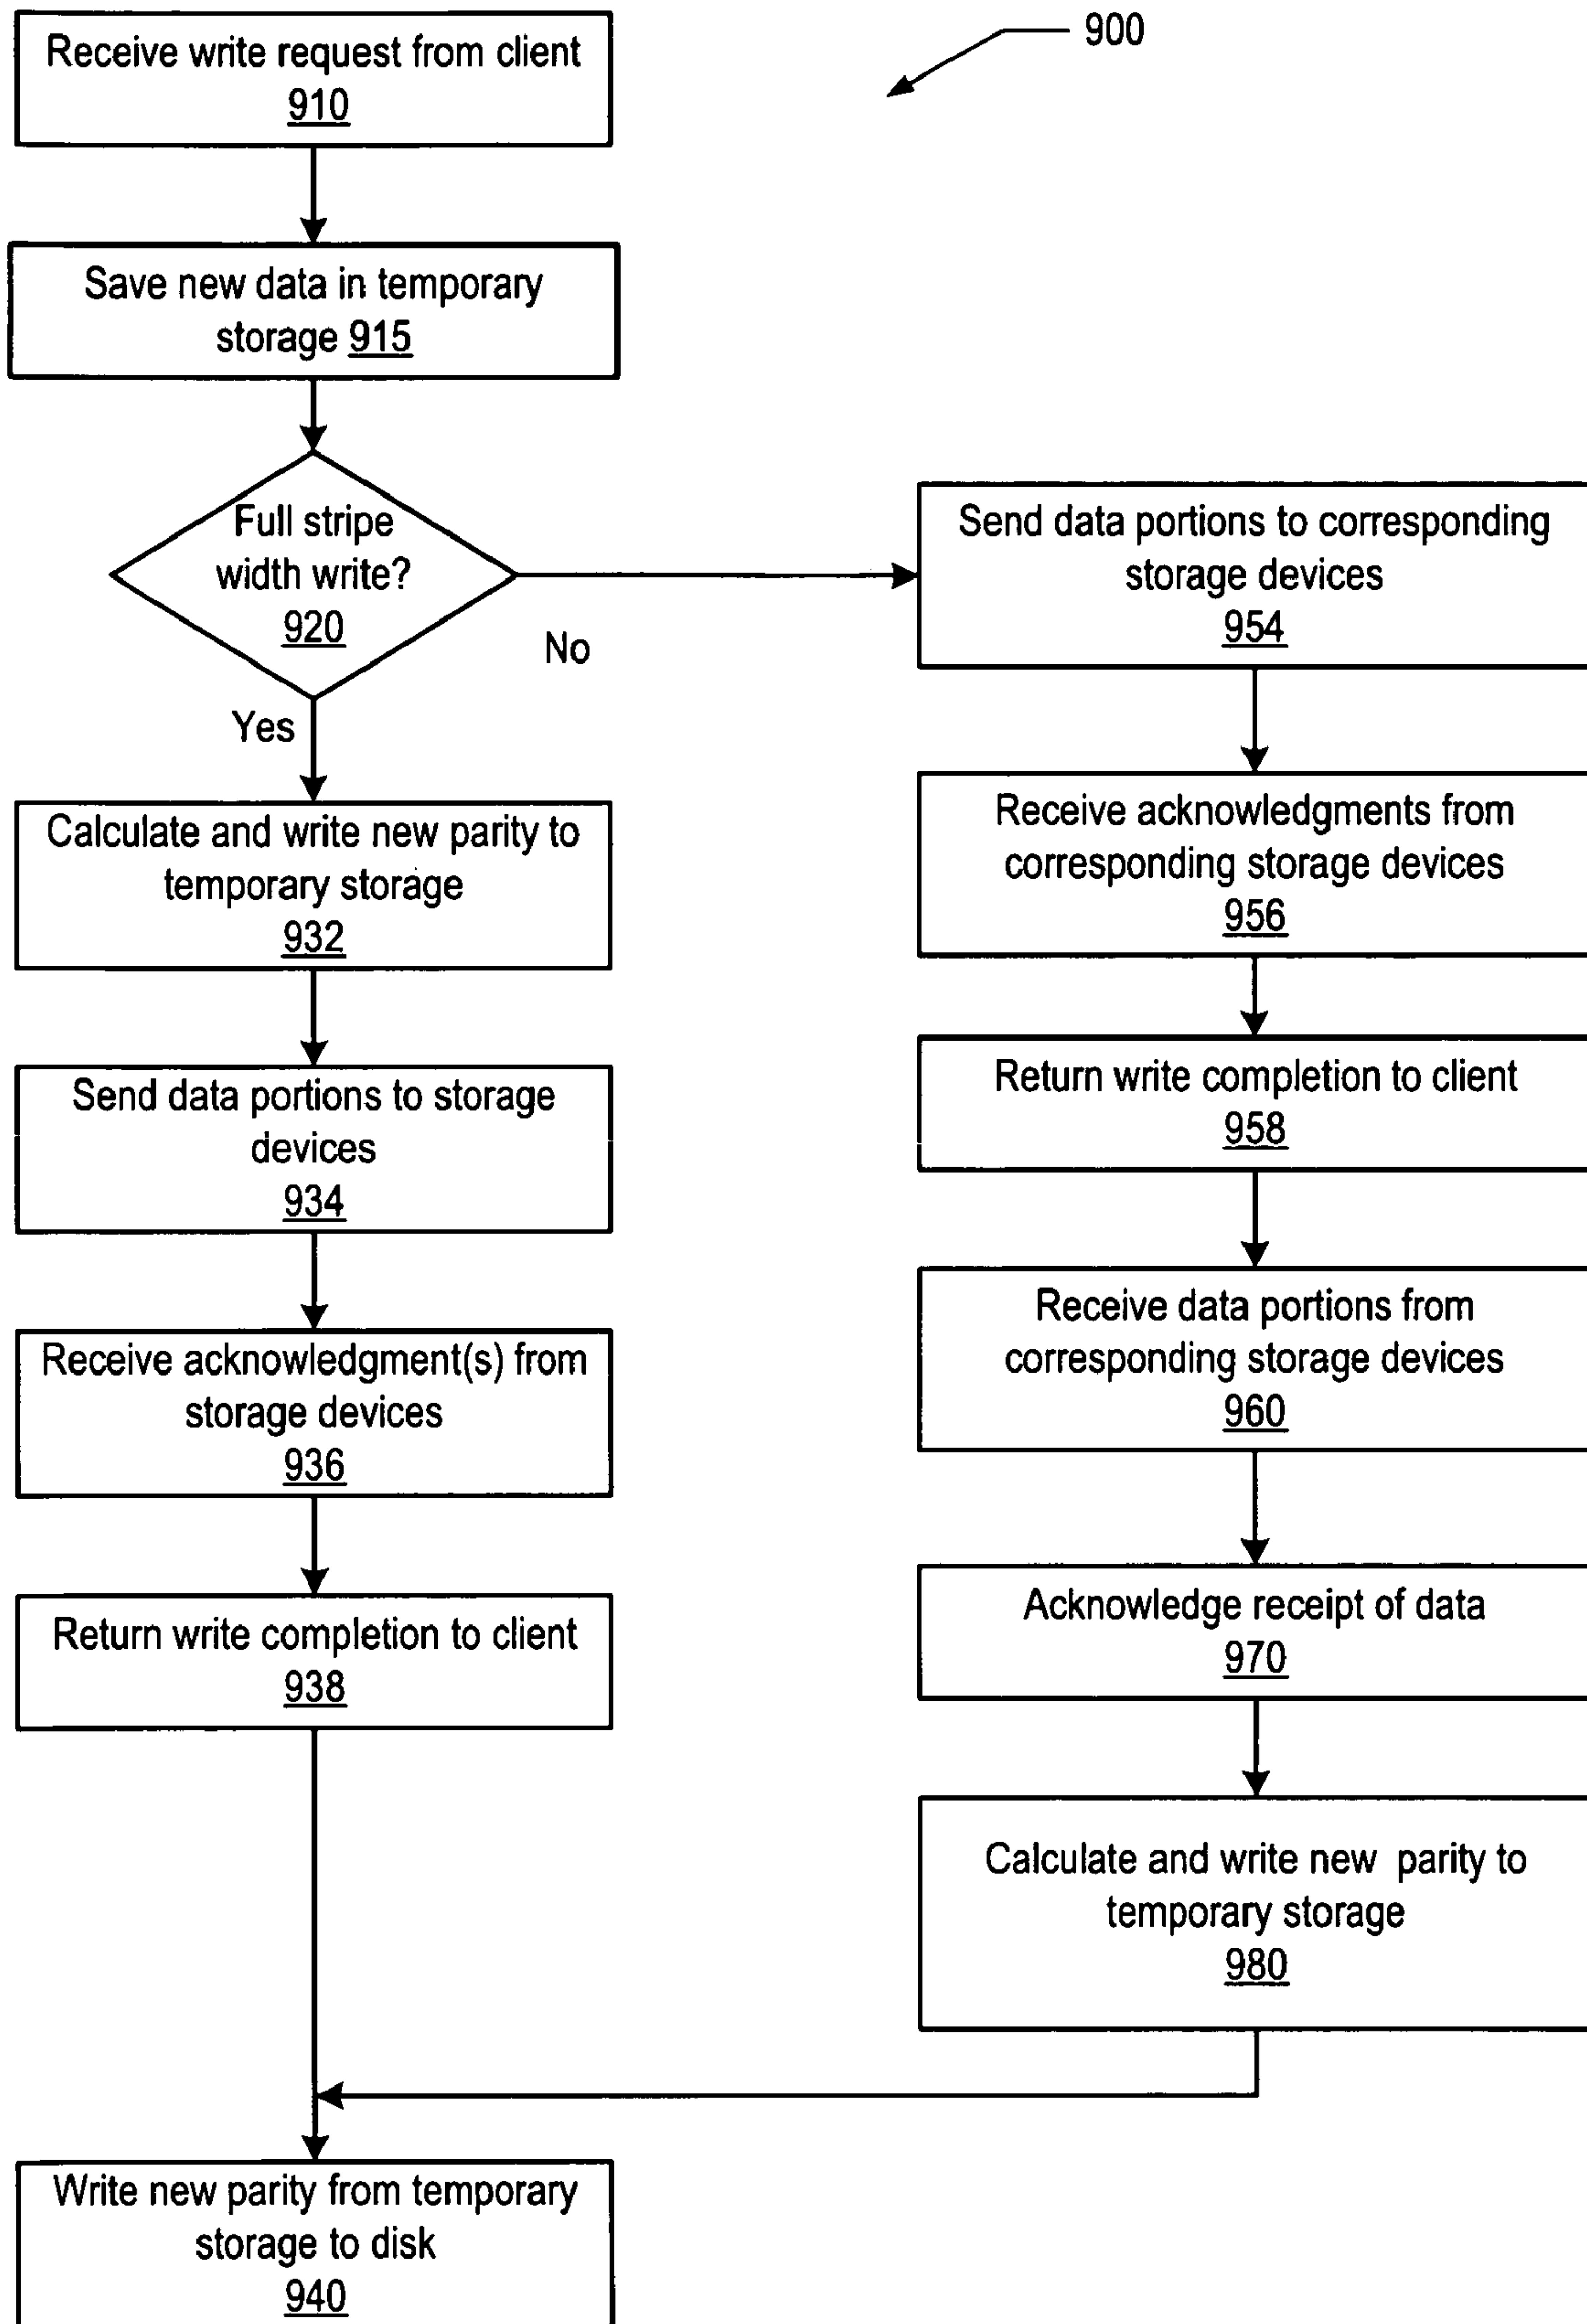 900
Receive write request from client
910
Save new data in temporary
storage 915
Full stripe
width write?
920
No
Yes
Calculate and write new parity to
temporary storage
932
Send data portions to storage
devices
934
Receive acknowledgment(s) from
storage devices
936
Return write completion to client
938
Send data portions to corresponding
storage devices
954
Receive acknowledgments from
corresponding storage devices
956
Return write completion to client
958
Receive data portions from
corresponding storage devices
960
Acknowledge receipt of data
970
Calculate and write new parity to
temporary storage
980
Write new parity from temporary
storage to disk
940